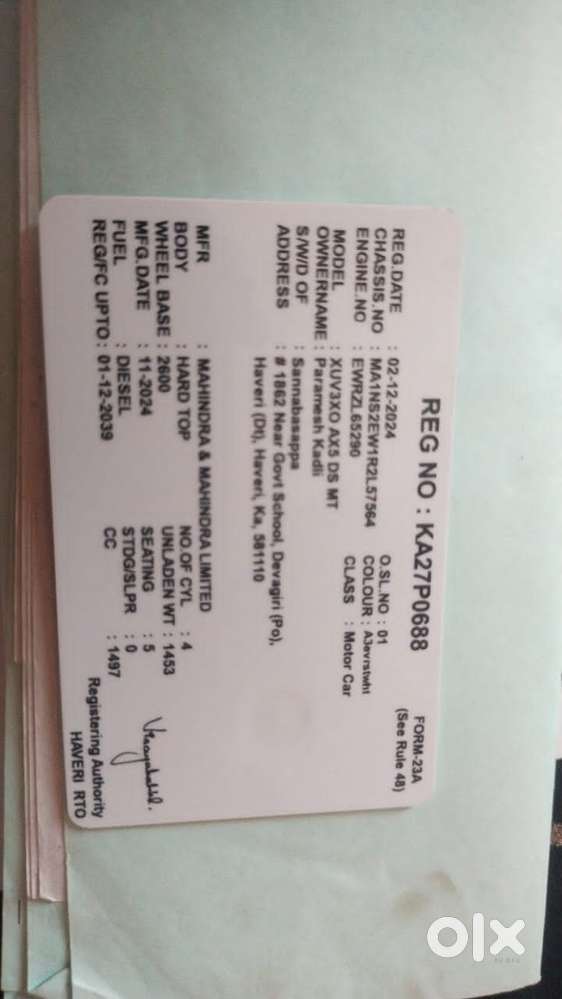 FORM-23A
REG NO : KA27P0688 (See Rule 48)
REG.DATE : 02-12-2024 O.SL.NO : 01
CHASSIS.NO : MA1NS2EW1R2L57564 COLOUR : A3evrstwht
ENGINE.NO : EWRZL65290 CLASS : Motor Car
MODEL : XUV3XO AX5 DS MT
OWNERNAME : Paramesh Kadli
S/W/D OF : Sannabasappa
ADDRESS : # 1862 Near Govt School, Devagiri (Po),
Haveri (Dt), Haveri, Ka, 581110
MFR : MAHINDRA & MAHINDRA LIMITED
BODY : HARD TOP NO.OF CYL : 4
WHEEL BASE : 2600 UNLADEN WT : 1453
MFG.DATE : 11-2024 SEATING : 5
FUEL : DIESEL STDG/SLPR : 0
REG/FC UPTO : 01-12-2039 CC : 1497
Registering Authority
HAVERI RTO
olx